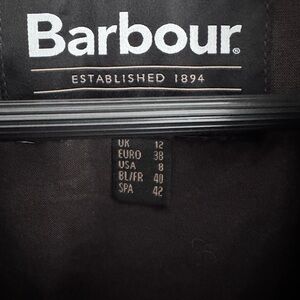 Barbour®
ESTABLISHED 1894
UK 12
EURO 38
USA 8
BL/FR 40
SPA 42